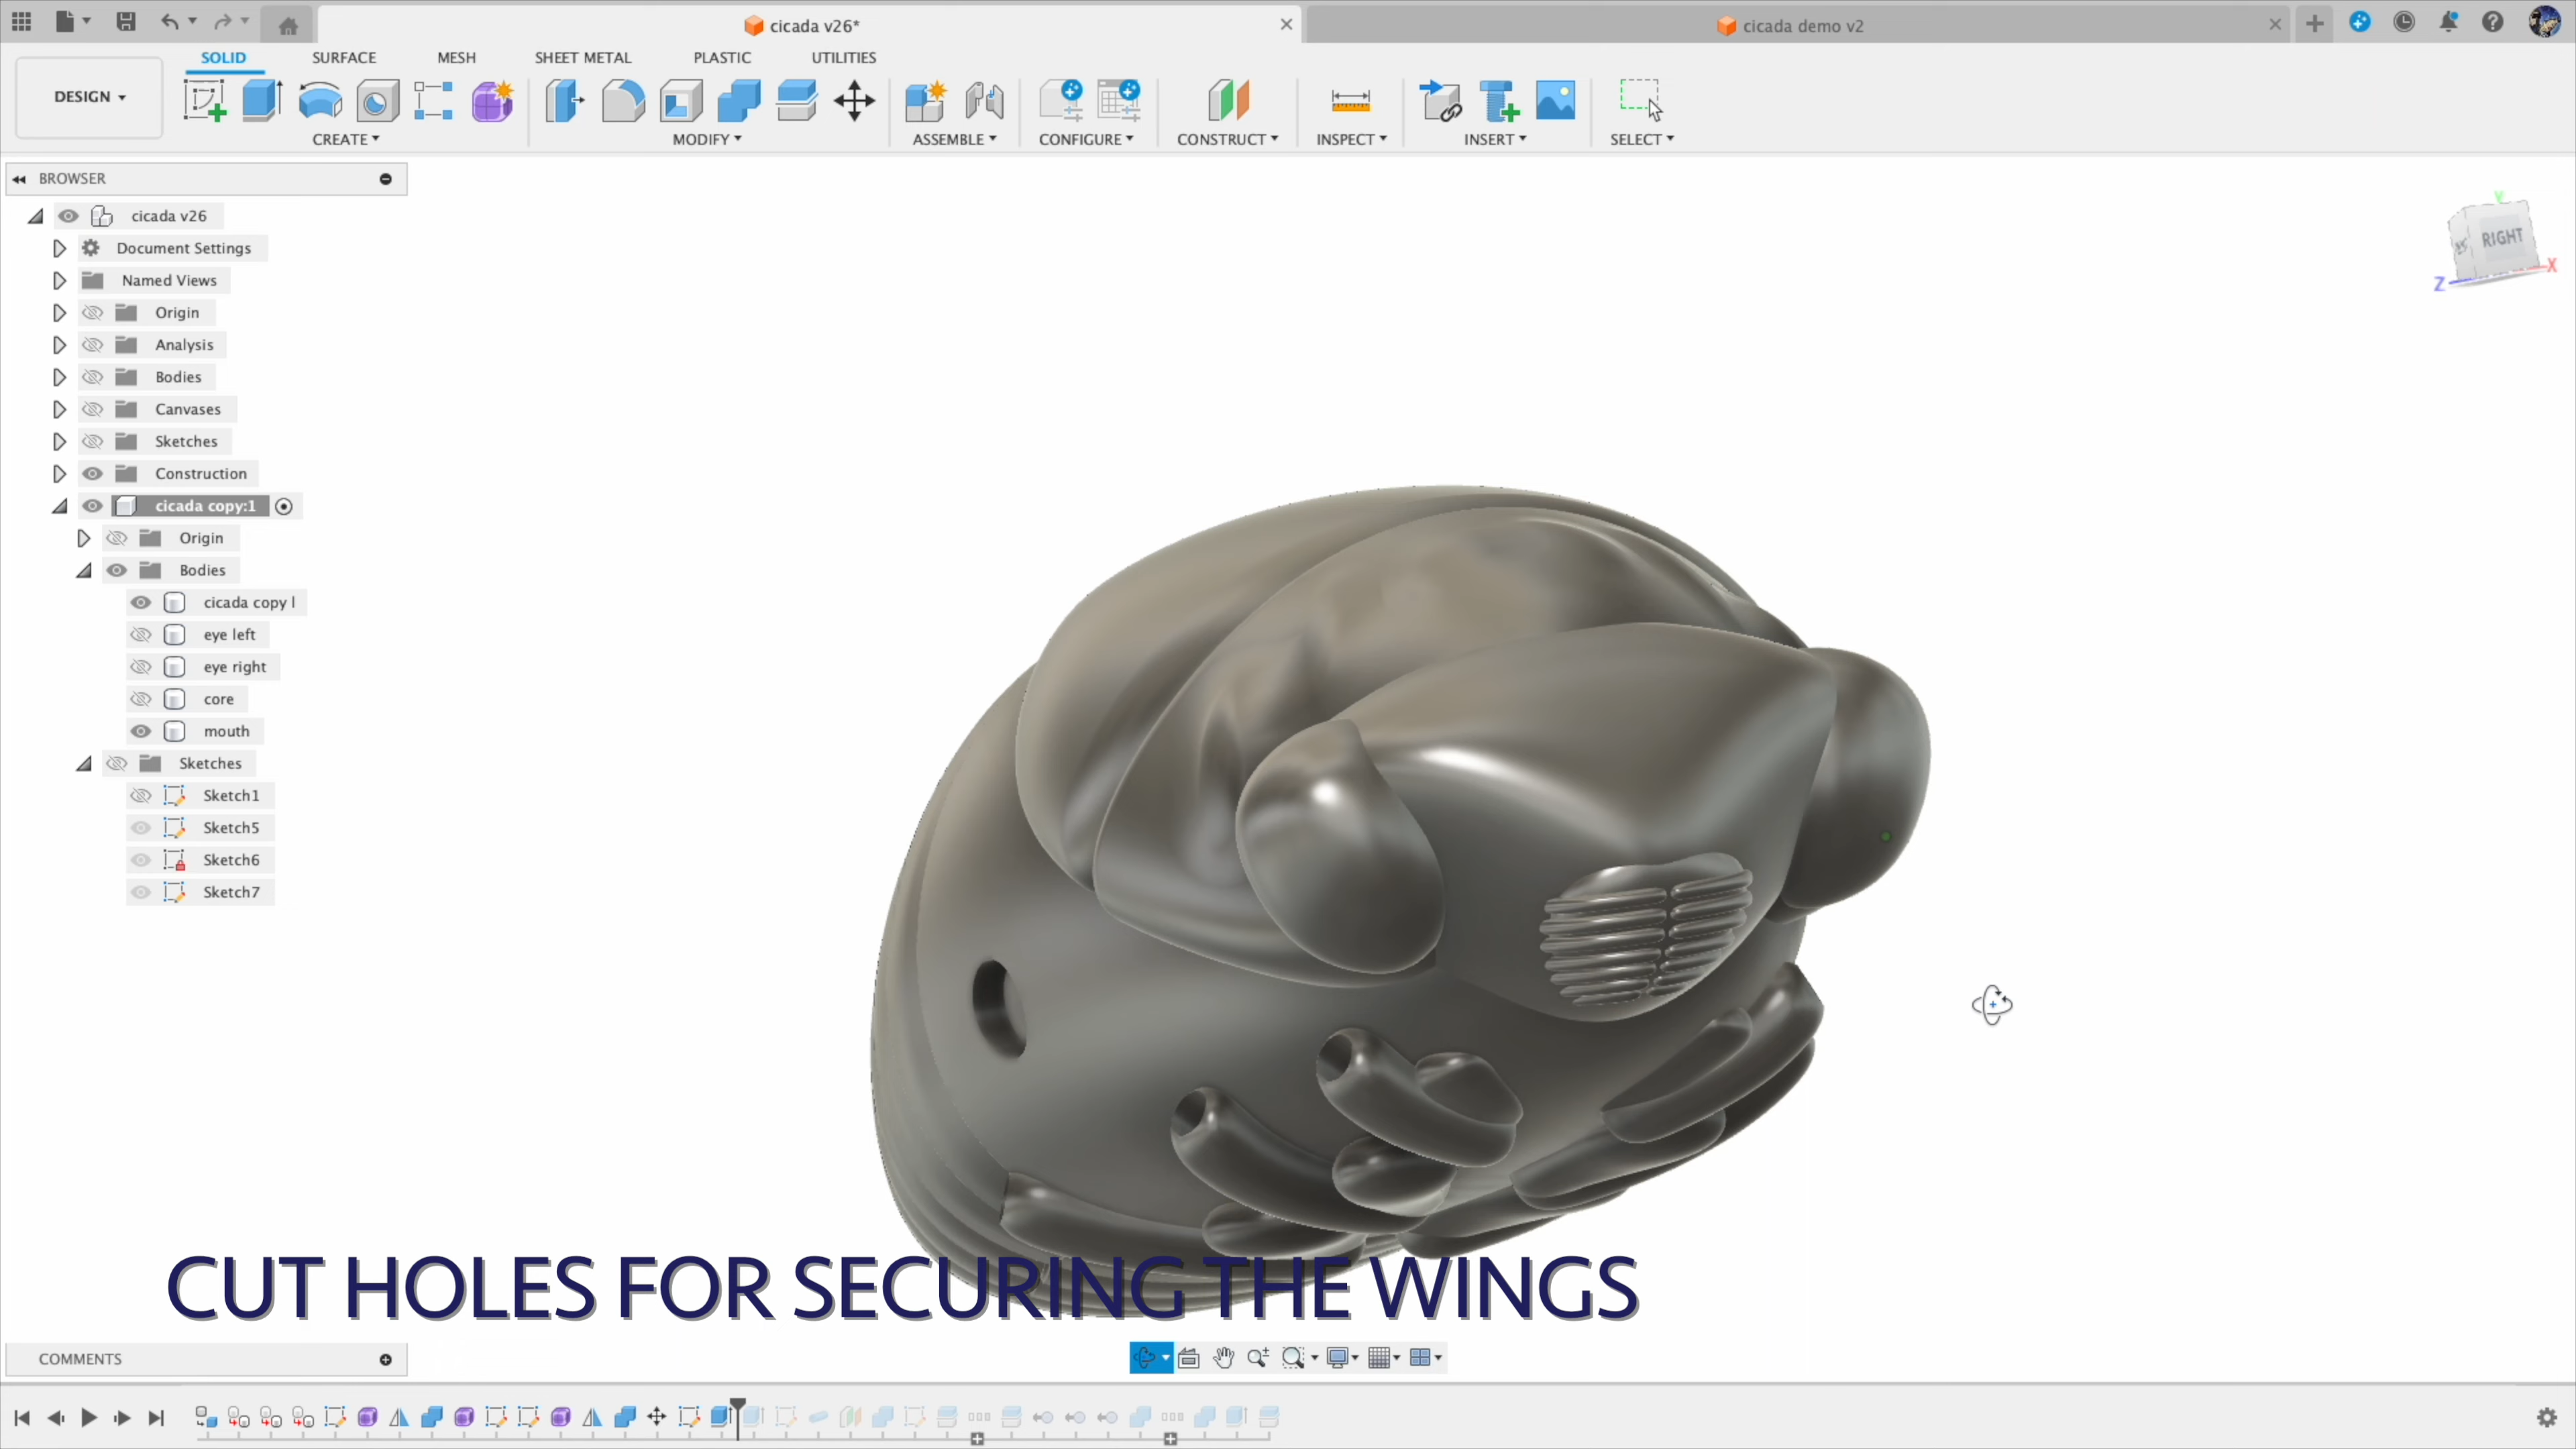 cicada v26*
cicada demo v2
DESIGN
SOLID
SURFACE
MESH
SHEET METAL
PLASTIC
UTILITIES
CREATE
MODIFY
ASSEMBLE
CONFIGURE
CONSTRUCT
INSPECT
INSERT
SELECT
BROWSER
cicada v26
Document Settings
Named Views
Origin
Analysis
Bodies
Canvases
Sketches
Construction
cicada copy:1
Origin
Bodies
cicada copy l
eye left
eye right
core
mouth
Sketches
Sketch1
Sketch5
Sketch6
Sketch7
Y
RIGHT
X
Z
CUT HOLES FOR SECURING THE WINGS
COMMENTS